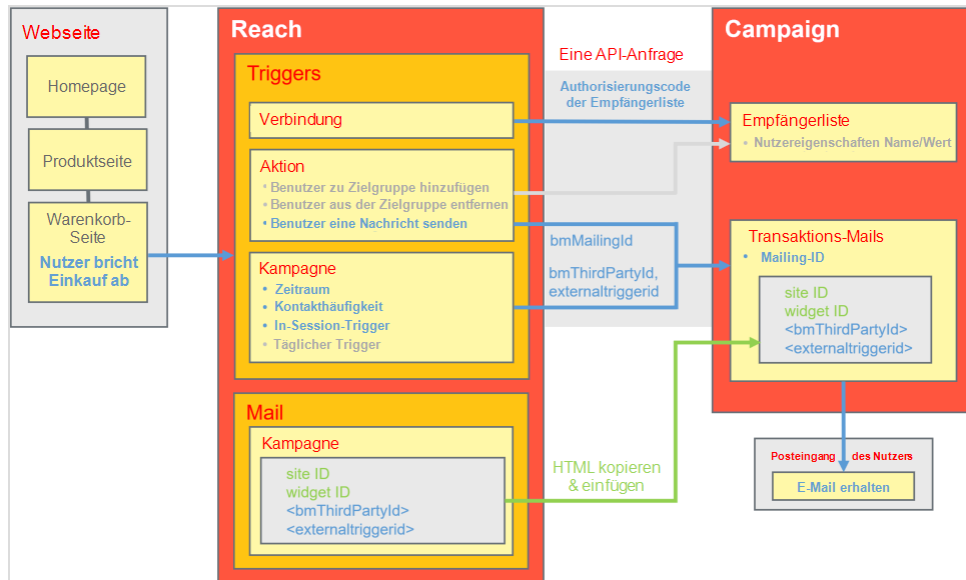 Webseite
Homepage
Produktseite
Warenkorb-
Seite
Nutzer bricht
Einkauf ab
Reach
Triggers
Verbindung
Aktion
• Benutzer zu Zielgruppe hinzufügen
• Benutzer aus der Zielgruppe entfernen
• Benutzer eine Nachricht senden
Kampagne
• Zeitraum
• Kontakthäufigkeit
• In-Session-Trigger
• Täglicher Trigger
Mail
Kampagne
site ID
widget ID
<bmThirdPartyId>
<externaltriggerid>
Eine API-Anfrage
Authorisierungscode
der Empfängerliste
bmMailingId
bmThirdPartyId,
externaltriggerid
HTML kopieren
& einfügen
Campaign
Empfängerliste
• Nutzereigenschaften Name/Wert
Transaktions-Mails
• Mailing-ID
site ID
widget ID
<bmThirdPartyId>
<externaltriggerid>
Posteingang des Nutzers
E-Mail erhalten